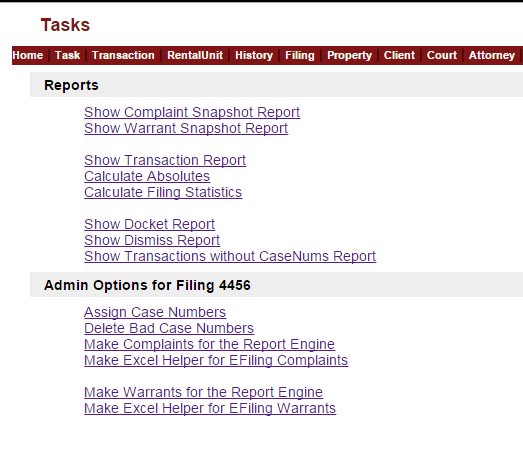 Tasks
Home | Task | Transaction | RentalUnit | History | Filing | Property | Client | Court | Attorney
Reports
Show Complaint Snapshot Report
Show Warrant Snapshot Report
Show Transaction Report
Calculate Absolutes
Calculate Filing Statistics
Show Docket Report
Show Dismiss Report
Show Transactions without CaseNums Report
Admin Options for Filing 4456
Assign Case Numbers
Delete Bad Case Numbers
Make Complaints for the Report Engine
Make Excel Helper for EFiling Complaints
Make Warrants for the Report Engine
Make Excel Helper for EFiling Warrants